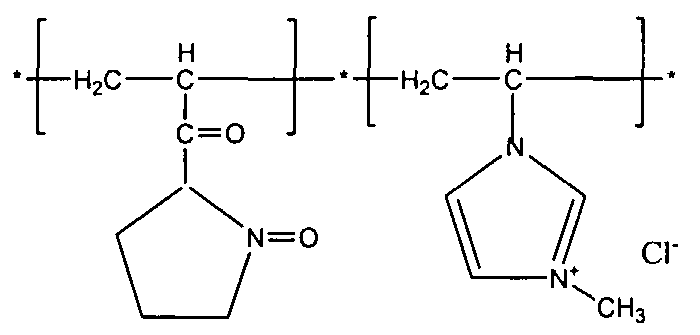 H H
* H₂C C * H₂C C *
C=O N
N=O
N⁺ Cl⁻
CH₃